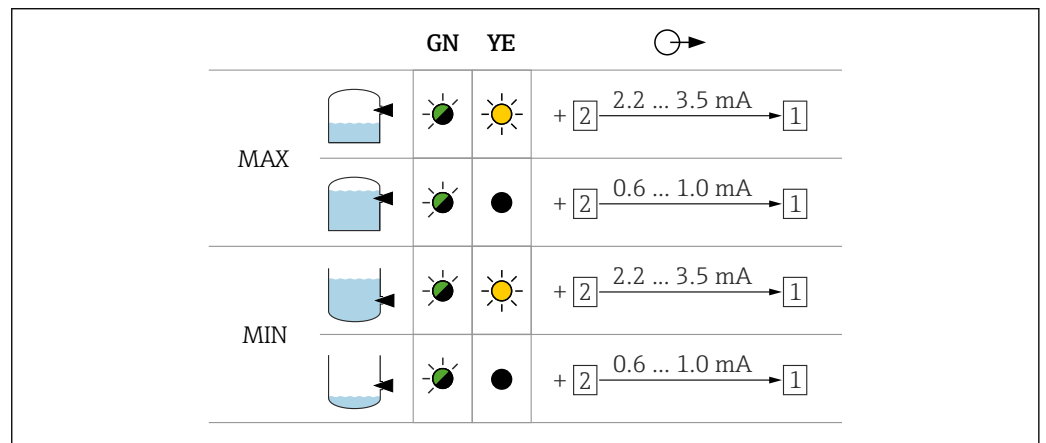 GN YE
MAX
+ 2 2.2 ... 3.5 mA 1
+ 2 0.6 ... 1.0 mA 1
MIN
+ 2 2.2 ... 3.5 mA 1
+ 2 0.6 ... 1.0 mA 1